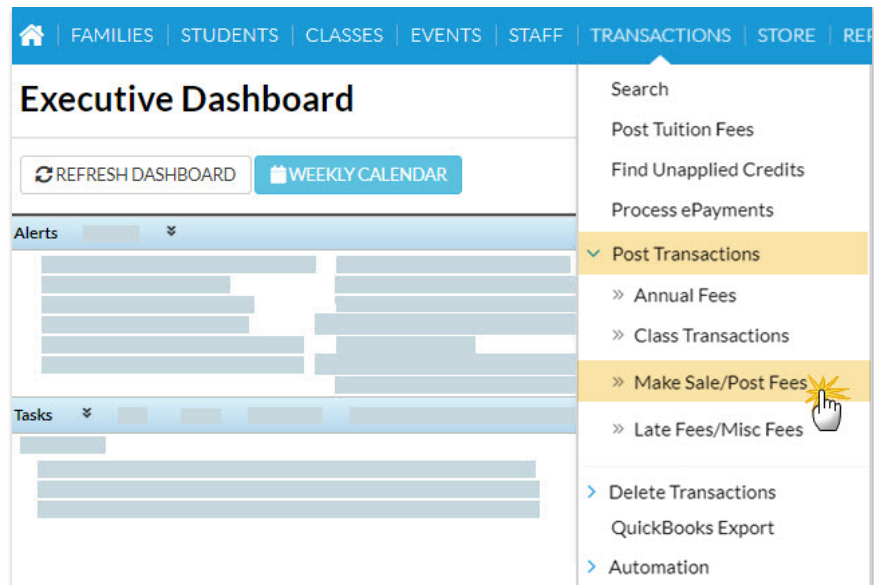 FAMILIES | STUDENTS | CLASSES | EVENTS | STAFF | TRANSACTIONS | STORE |
Executive Dashboard
REFRESH DASHBOARD WEEKLY CALENDAR
Alerts
Tasks
Search
Post Tuition Fees
Find Unapplied Credits
Process ePayments
Post Transactions
» Annual Fees
» Class Transactions
» Make Sale/Post Fees
» Late Fees/Misc Fees
Delete Transactions
QuickBooks Export
Automation